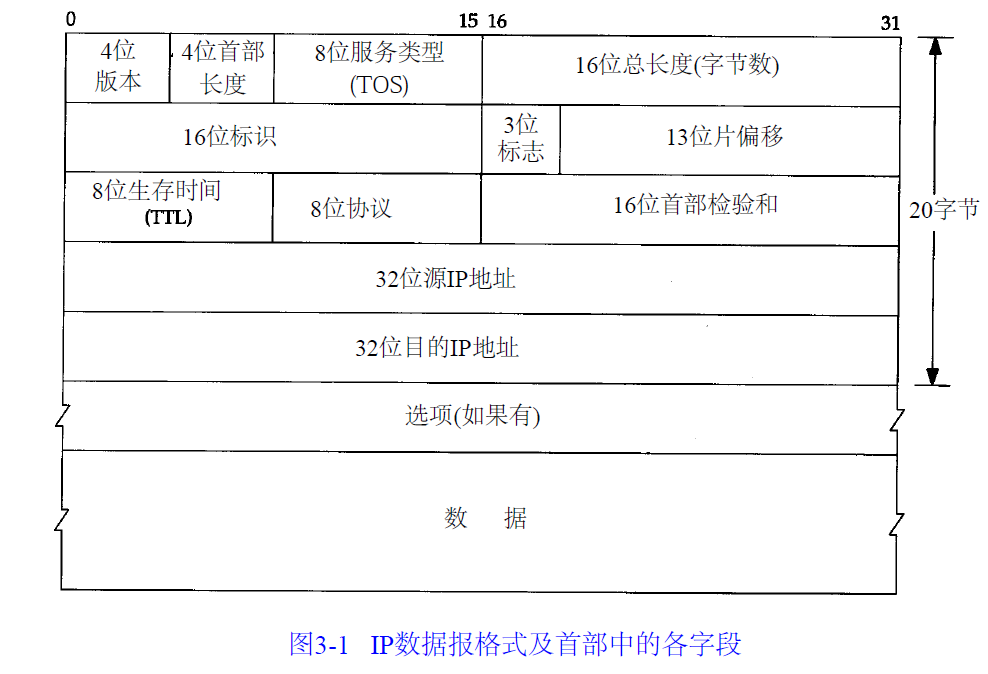 0 15 16 31
4位
版本
4位首部
长度
8位服务类型
(TOS)
16位总长度(字节数)
16位标识
3位
标志
13位片偏移
8位生存时间
(TTL)
8位协议
16位首部检验和
20字节
32位源IP地址
32位目的IP地址
选项(如果有)
数 据
图3-1 IP数据报格式及首部中的各字段